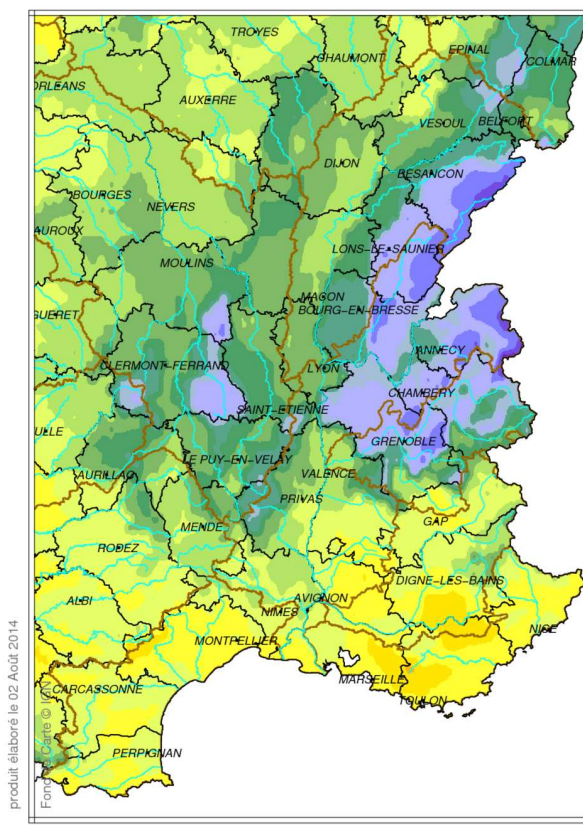 TROYES
CHAUMONT
EPINAL
COLMAR
ORLEANS
AUXERRE
VESOUL
BELFORT
DIJON
BESANCON
BOURGES
NEVERS
AUROUX
LONS-LE-SAUNIER
MOULINS
MACON
BOURG-EN-BRESSE
GUERET
ANNECY
CLERMONT-FERRAND
LYON
CHAMBERY
SAINT-ETIENNE
ULLE
GRENOBLE
LE PUY-EN-VELAY
AURILLAC
VALENCE
PRIVAS
MENDE
GAP
RODEZ
DIGNE-LES-BAINS
ALBI
AVIGNON
NIMES
NISE
MONTPELLIER
MARSEILLE
CARCASSONNE
TOULON
PERPIGNAN
produit élaboré le 02 Août 2014
Fond de Carte © IGN